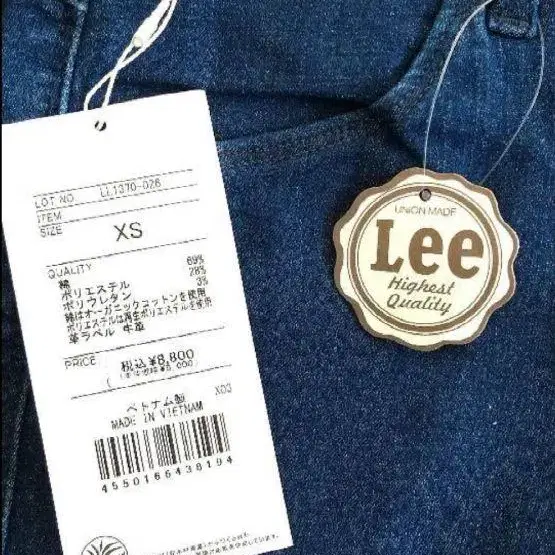 LOT NO LL1370-026
ITEM
SIZE
XS
QUALITY
綿 69%
ポリエステル 28%
ポリウレタン 3%
綿はオーガニックコットンを使用
ポリエステルは再生ポリエステルを使用
革ラベル 牛革
PRICE 税込¥8,800
X03
ベトナム製
MADE IN VIETNAM
4550166438194
UNION MADE
Lee
Highest
Quality